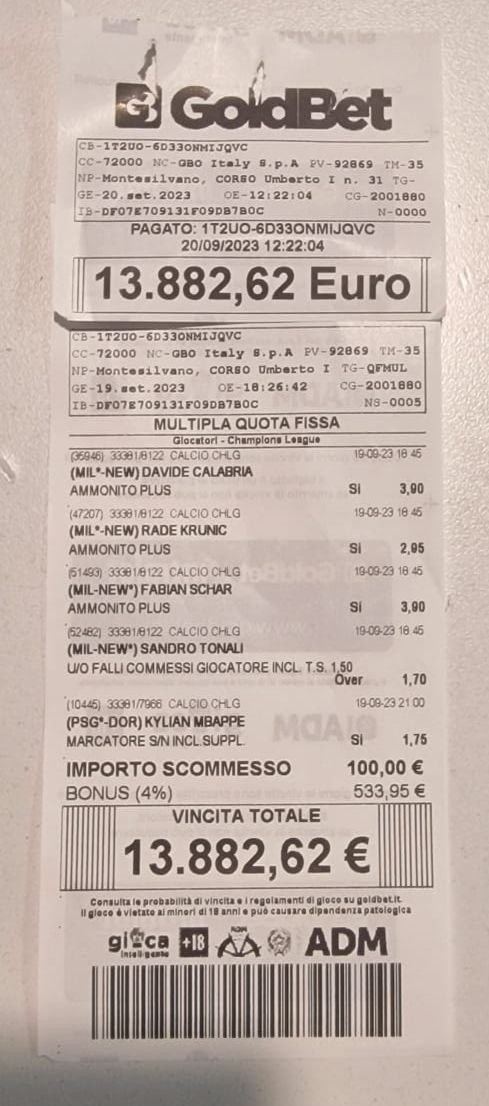 GoldBet
CB-1T2U0-6D33ONMIJQVC
CC-72000 NC-GBO Italy S.p.A PV-92869 TM-35
NP-Montesilvano, CORSO Umberto I n. 31 TG-
GE-20.set.2023 OE-12:22:04 CG-2001880
IB-DF07E709131F09DB7B0C N-0000
PAGATO: 1T2UO-6D33ONMIJQVC
20/09/2023 12:22:04
13.882,62 Euro
CB-1T2U0-6D33ONMIJQVC
CC-72000 NC-GBO Italy S.p.A PV-92869 TM-35
NP-Montesilvano, CORSO Umberto I TG-QFMUL
GE-19.set.2023 OE-18:26:42 CG-2001880
IB-DF07E709131F09DB7B0C NS-0005
MULTIPLA QUOTA FISSA
Giocatori - Champions League
(35946) 33381/8122 CALCIO CHLG 19-09-23 18 45
(MIL*-NEW) DAVIDE CALABRIA
AMMONITO PLUS SI 3,90
(47207) 33381/8122 CALCIO CHLG 19-09-23 18 45
(MIL*-NEW) RADE KRUNIC
AMMONITO PLUS SI 2,95
(51493) 33381/8122 CALCIO CHLG 19-09-23 18 45
(MIL-NEW*) FABIAN SCHAR
AMMONITO PLUS SI 3,90
(52482) 33381/8122 CALCIO CHLG 19-09-23 18 45
(MIL-NEW*) SANDRO TONALI
U/O FALLI COMMESSI GIOCATORE INCL. T.S. 1,50
Over 1,70
(10445) 33381/7966 CALCIO CHLG 19-09-23 21 00
(PSG*-DOR) KYLIAN MBAPPE
MARCATORE S/N INCL.SUPPL. SI 1,75
IMPORTO SCOMMESSO 100,00 €
BONUS (4%) 533,95 €
VINCITA TOTALE
13.882,62 €
Consulta le probabilità di vincita e i regolamenti di gioco su goldbet.it
Il gioco è vietato ai minori di 18 anni e può causare dipendenza patologica
gioca +18 ADM
intelligente